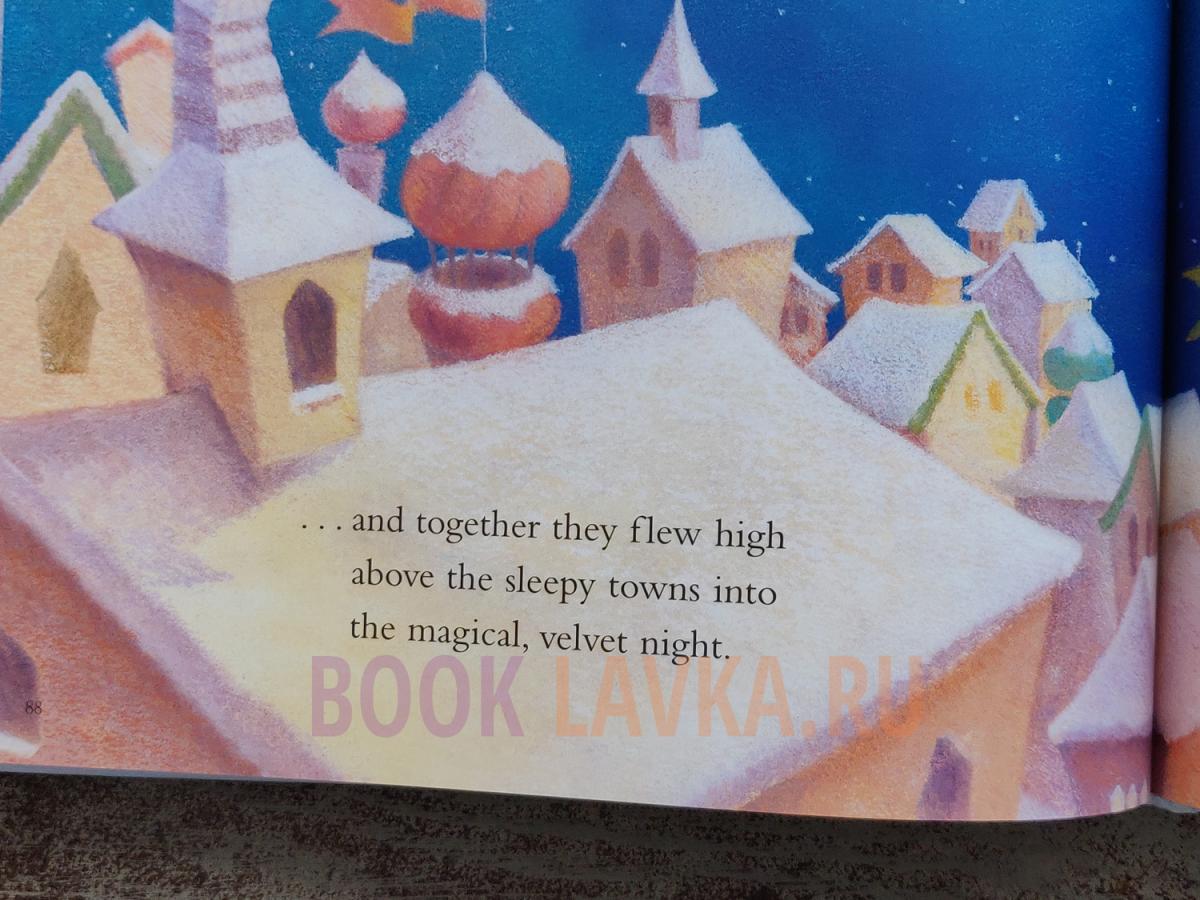 . . . and together they flew high
above the sleepy towns into
the magical, velvet night.
BOOK LAVKA.RU
88